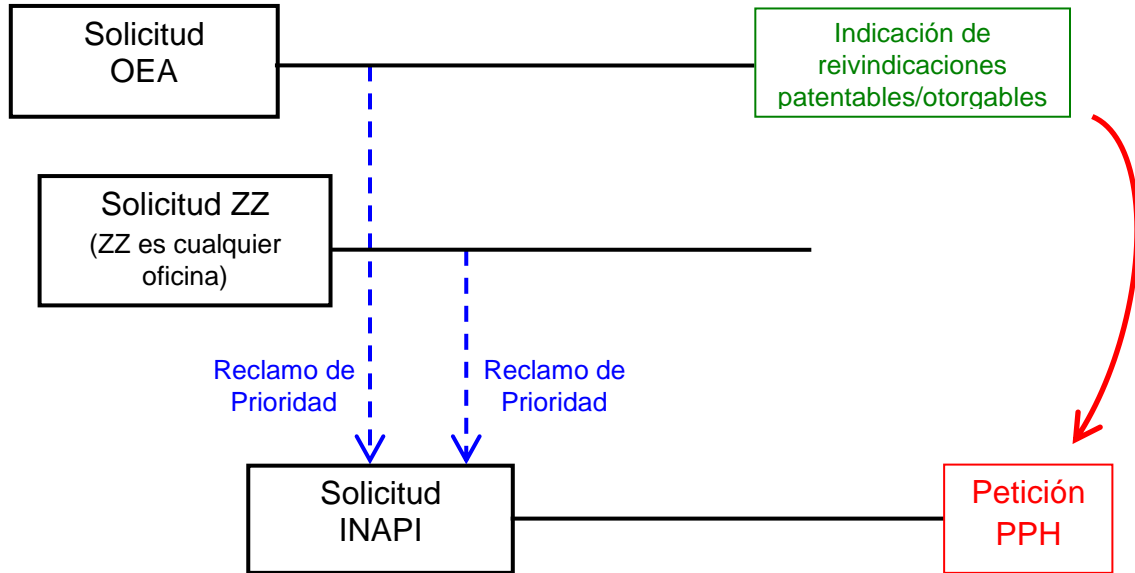 Solicitud
OEA
Indicación de
reivindicaciones
patentables/otorgables
Solicitud ZZ
(ZZ es cualquier
oficina)
Reclamo de
Prioridad
Reclamo de
Prioridad
Solicitud
INAPI
Petición
PPH